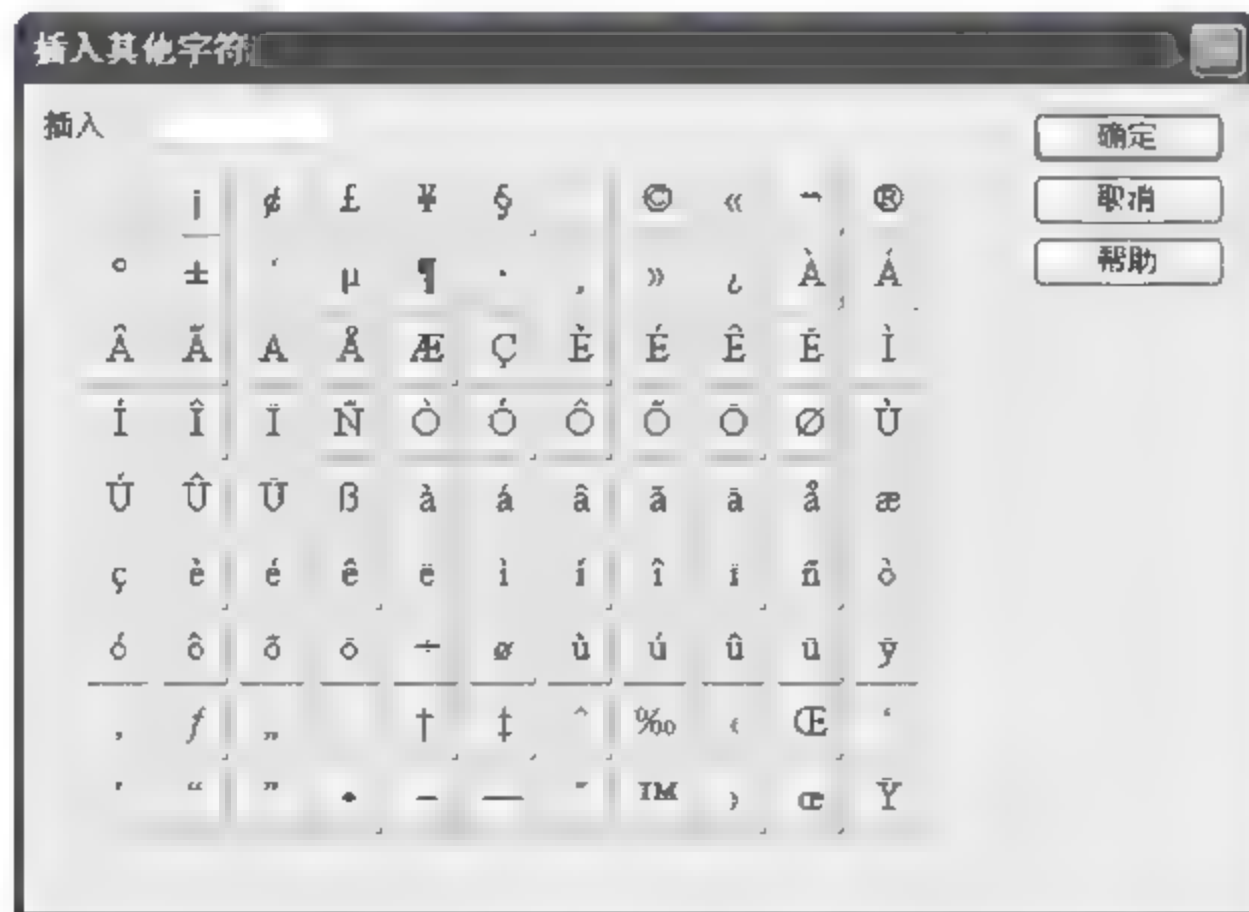 插入其他字符
插入
确定
取消
帮助
¡ ¢ £ ¥ § © « ¬ ®
° ± ´ µ ¶ · ¸ » ¿ À Á
Â Ã Ä Å Æ Ç È É Ê Ë Ì
Í Î Ï Ñ Ò Ó Ô Õ Ö Ø Ù
Ú Û Ü ß à á â ã ä å æ
ç è é ê ë ì í î ï ñ ò
ó ô õ ö ÷ ø ù ú û ü ÿ
‚ ƒ „ † ‡ ˆ ‰ ‹ Œ ‘
’ “ ” • – — ˜ ™ › œ Ÿ